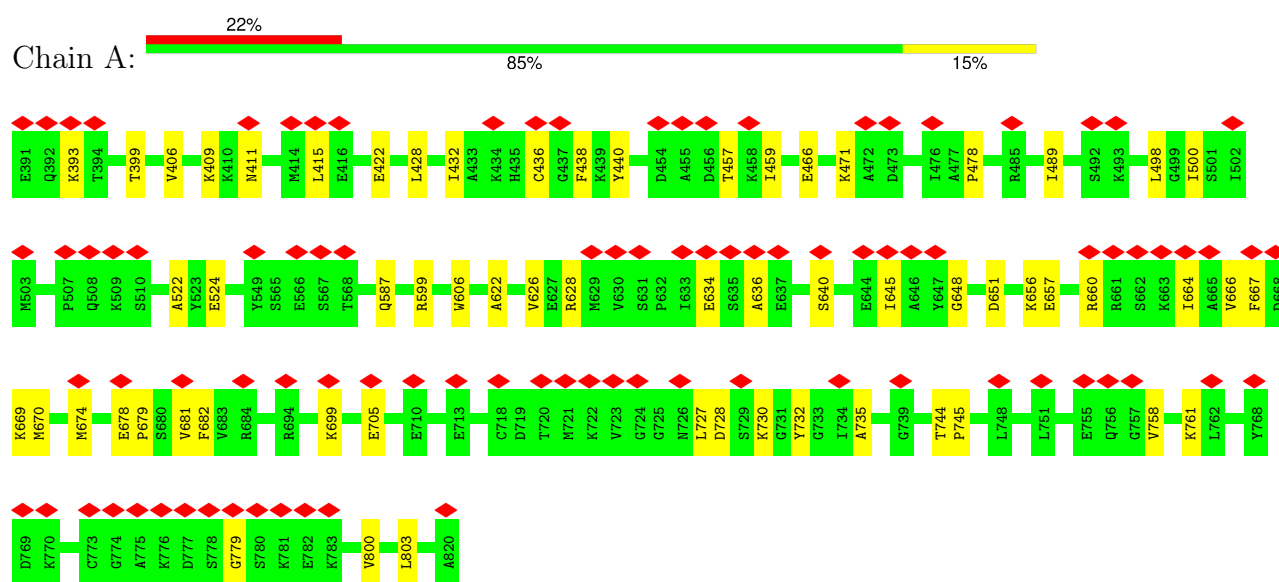 22%
Chain A:
85% 15%
E391 Q392 K393 T394 T399 V406 K409 K410 N411 M414 L415 E416 E422 L428 I432 A433 K434 H435 C436 G437 F438 K439 Y440 D454 A455 D456 T457 K458 I459 E466 K471 A472 D473 I476 A477 P478 R485 I489 S492 K493 L498 G499 I500 S501 I502
M503 P507 Q508 K509 S510 A522 Y523 E524 Y549 S565 E566 S567 T568 Q587 R599 W606 A622 V626 E627 R628 M629 V630 S631 P632 I633 E634 S635 A636 E637 S640 E644 I645 A646 Y647 G648 D651 K656 E657 R660 R661 S662 K663 I664 A665 V666 F667 D668
K669 M670 M674 E678 P679 S680 V681 F682 V683 R684 R694 K699 E705 E710 E713 C718 D719 T720 M721 K722 V723 G724 G725 N726 L727 D728 S729 K730 G731 Y732 G733 I734 A735 G739 T744 P745 L748 L751 E755 Q756 G757 V758 K761 L762 Y768
D769 K770 C773 G774 A775 K776 D777 S778 G779 S780 K781 E782 K783 V800 L803 A820